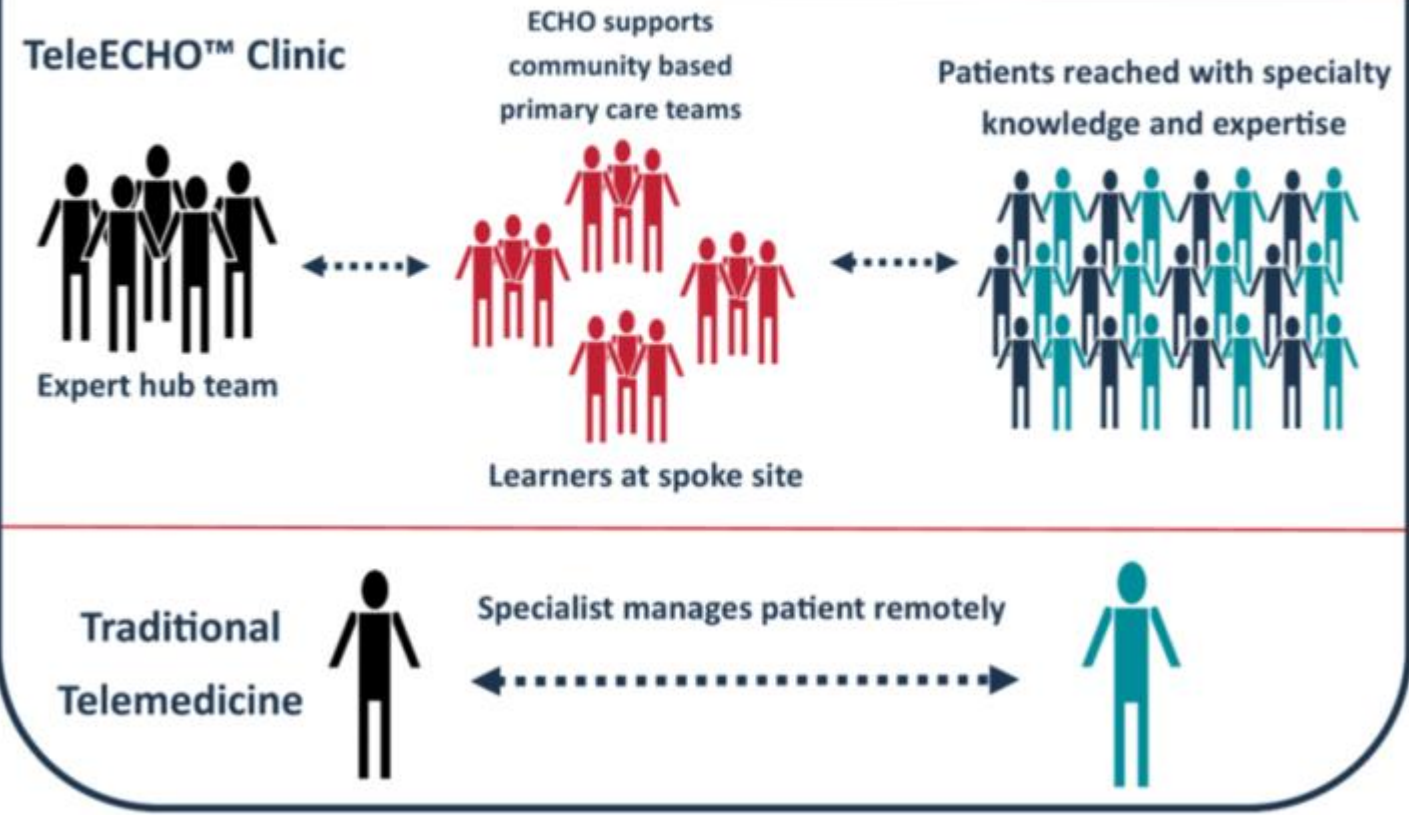 TeleECHO™ Clinic
ECHO supports
community based
primary care teams
Patients reached with specialty
knowledge and expertise
Expert hub team
Learners at spoke site
Traditional
Telemedicine
Specialist manages patient remotely